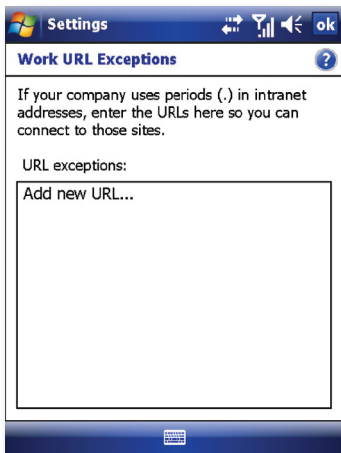 Settings
ok
Work URL Exceptions
?
If your company uses periods (.) in intranet
addresses, enter the URLs here so you can
connect to those sites.
URL exceptions:
Add new URL...